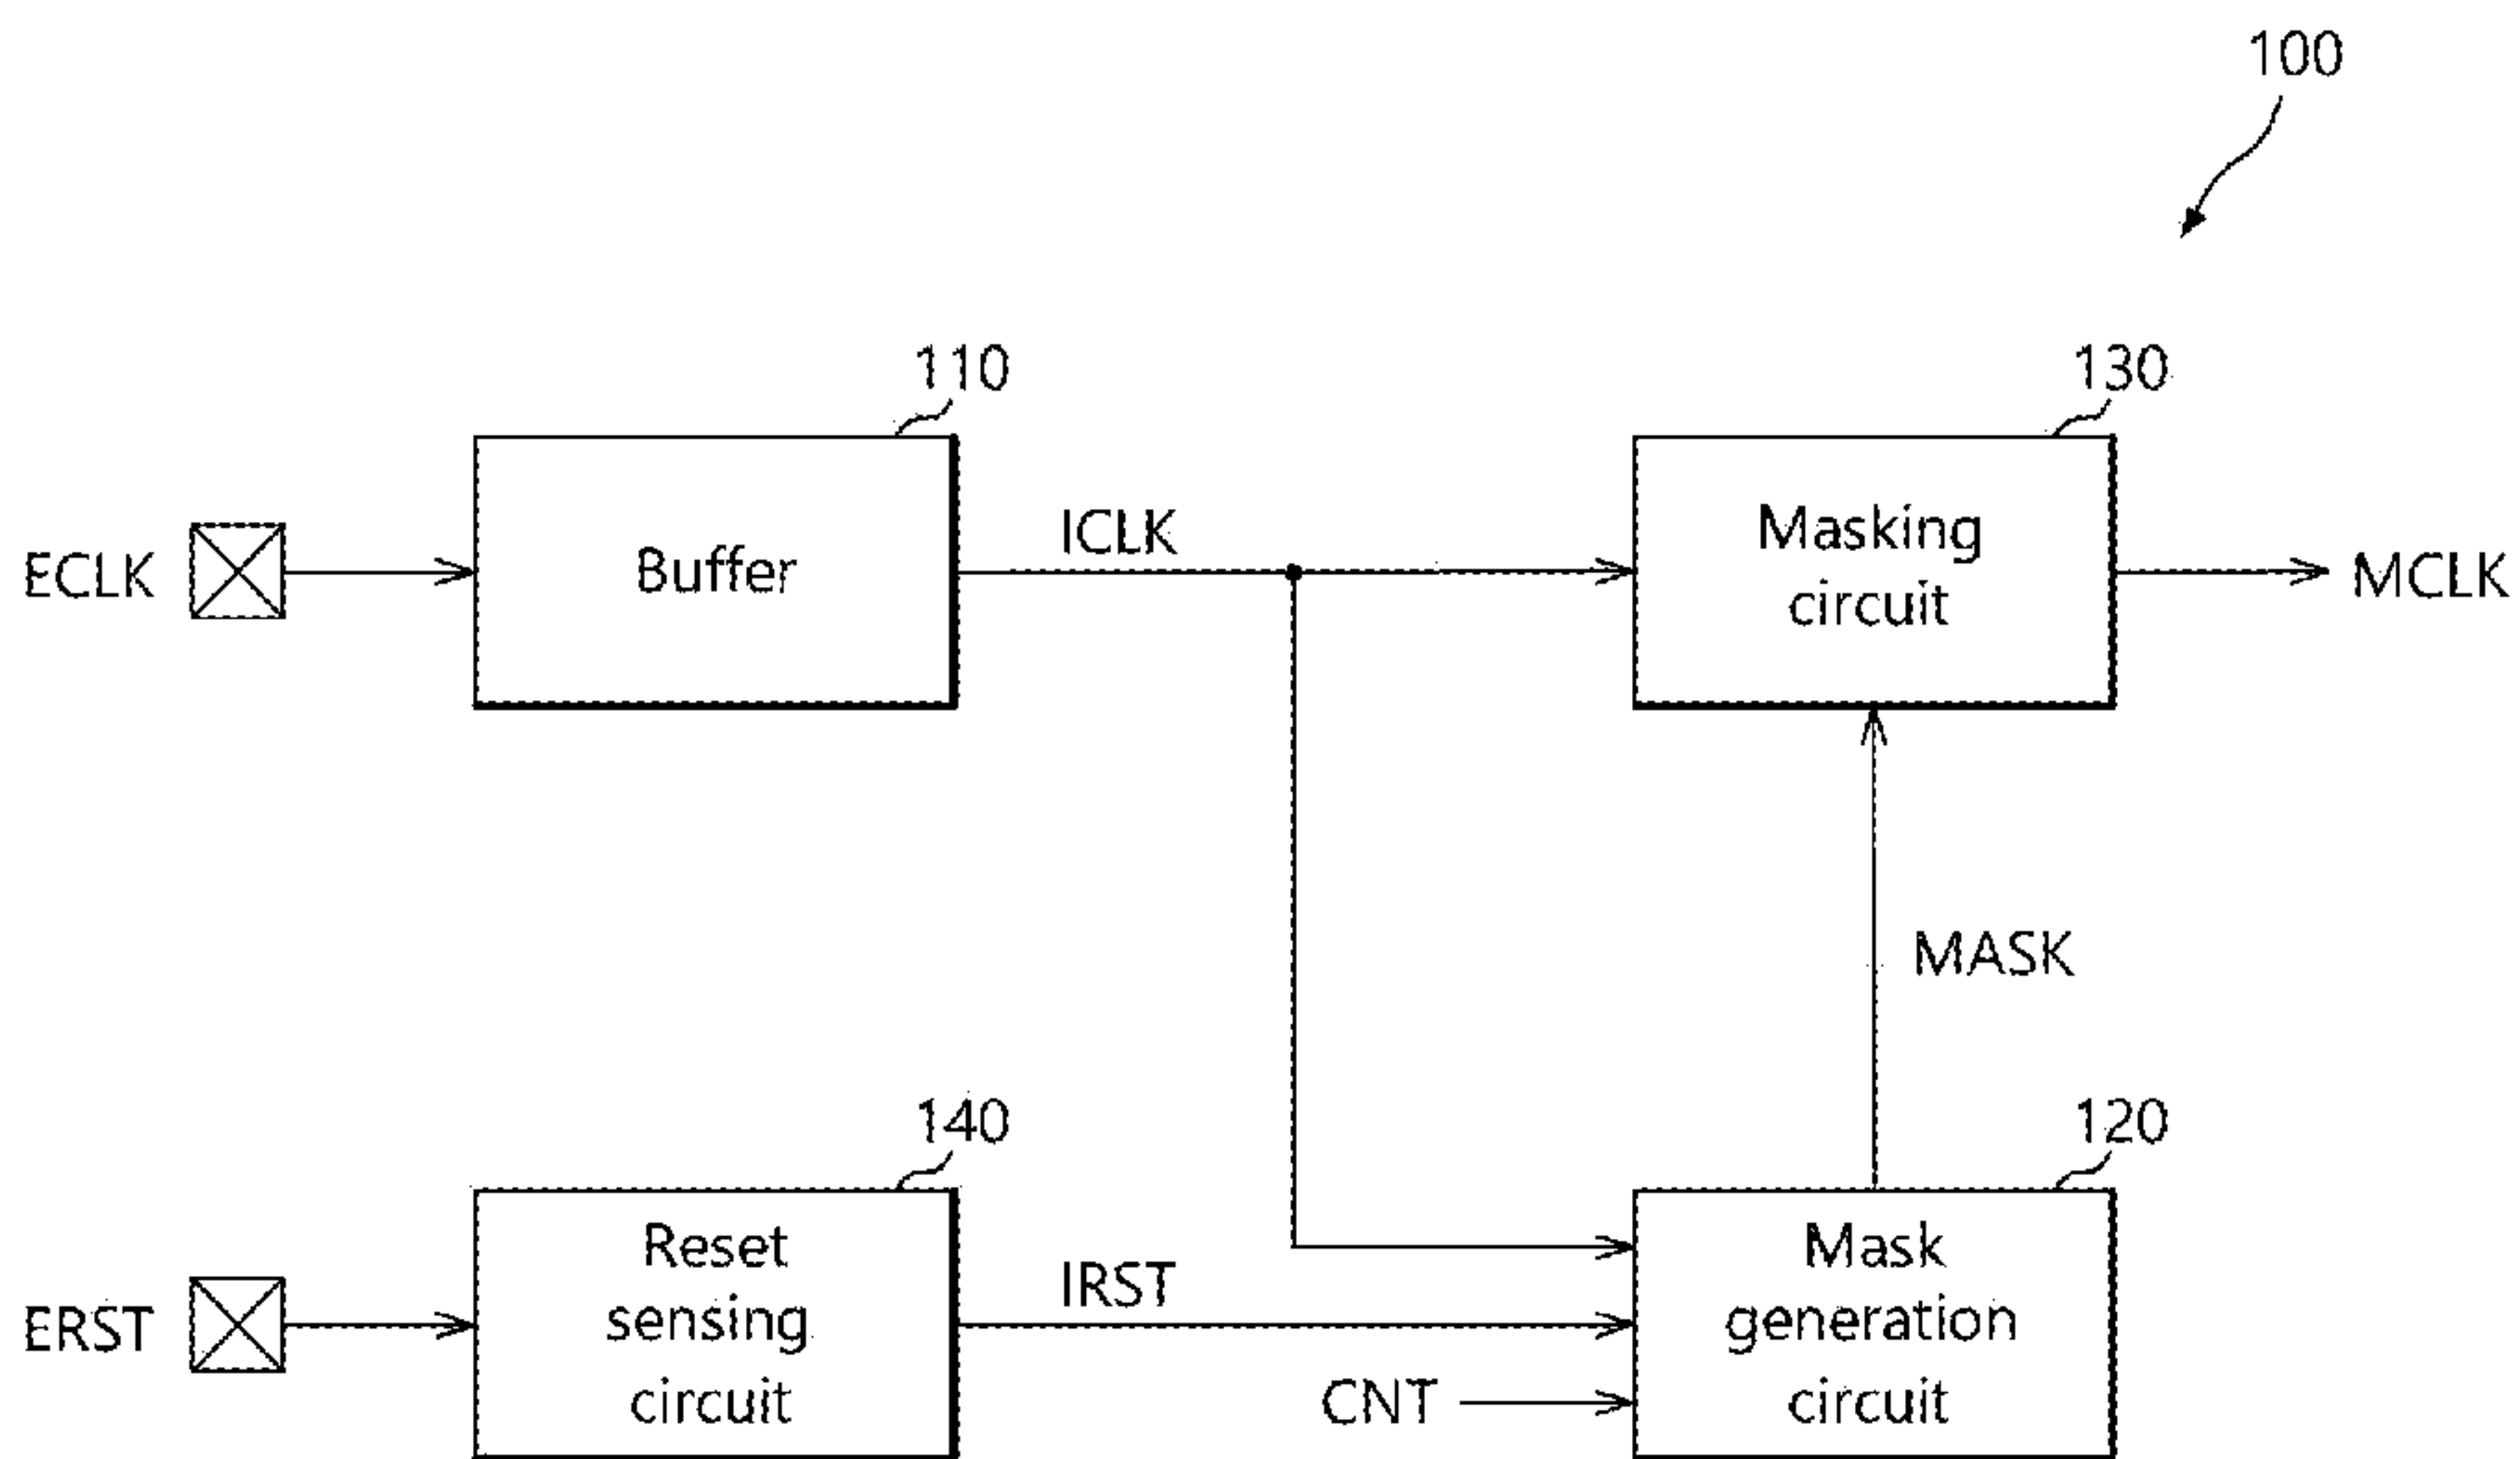 100
110
130
ECLK
Buffer
ICLK
Masking
circuit
MCLK
MASK
140
120
ERST
Reset
sensing
circuit
IRST
CNT
Mask
generation
circuit